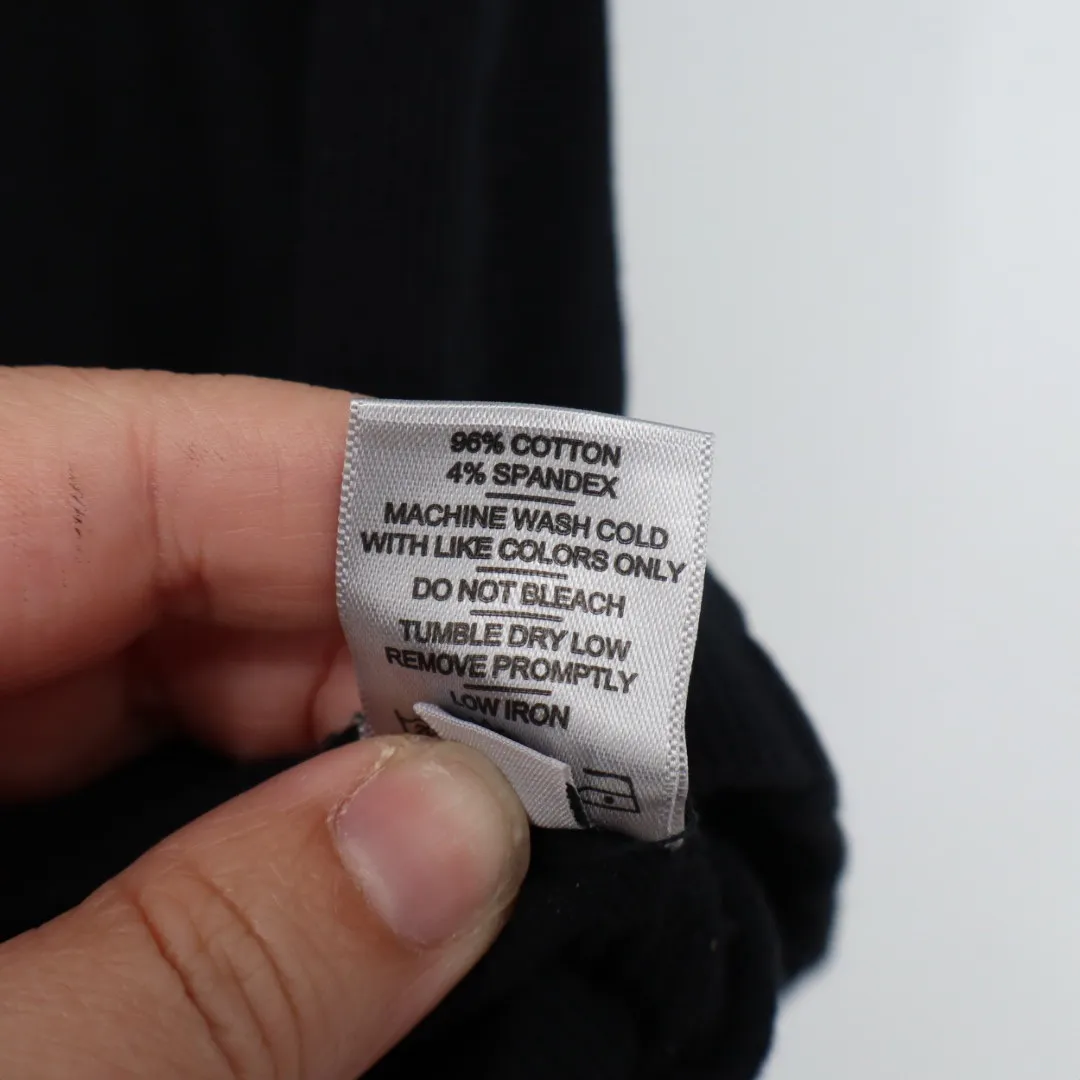 96% COTTON
4% SPANDEX
MACHINE WASH COLD
WITH LIKE COLORS ONLY
DO NOT BLEACH
TUMBLE DRY LOW
REMOVE PROMPTLY
LOW IRON